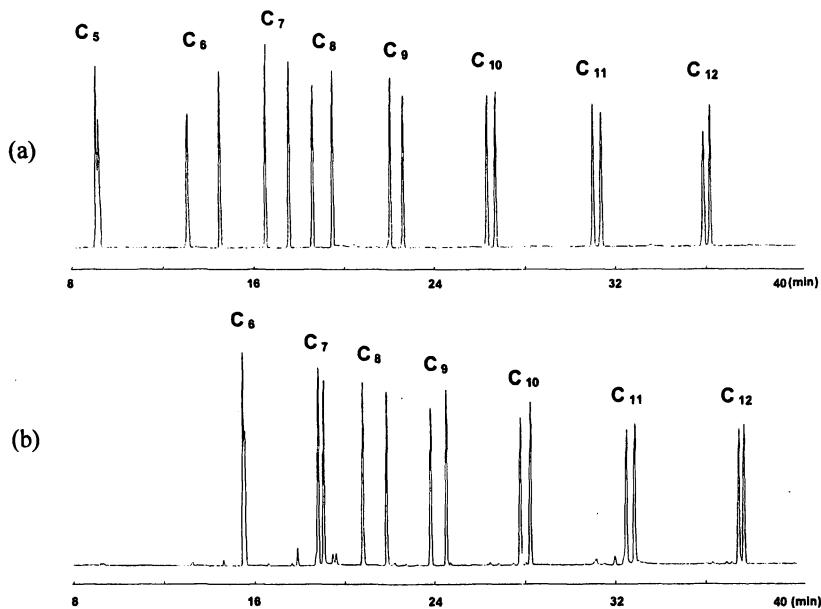 C5 C6 C7 C8 C9 C10 C11 C12
(a)
8 16 24 32 40 (min)
C6 C7 C8 C9 C10 C11 C12
(b)
8 16 24 32 40 (min)